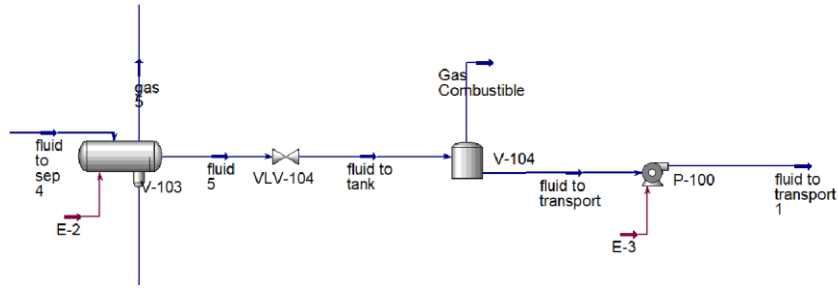 gas
5
Gas
Combustible
fluid
to
sep
4
V-103
fluid
5
VLV-104
fluid to
tank
V-104
fluid to
transport
P-100
fluid to
transport
1
E-2
E-3